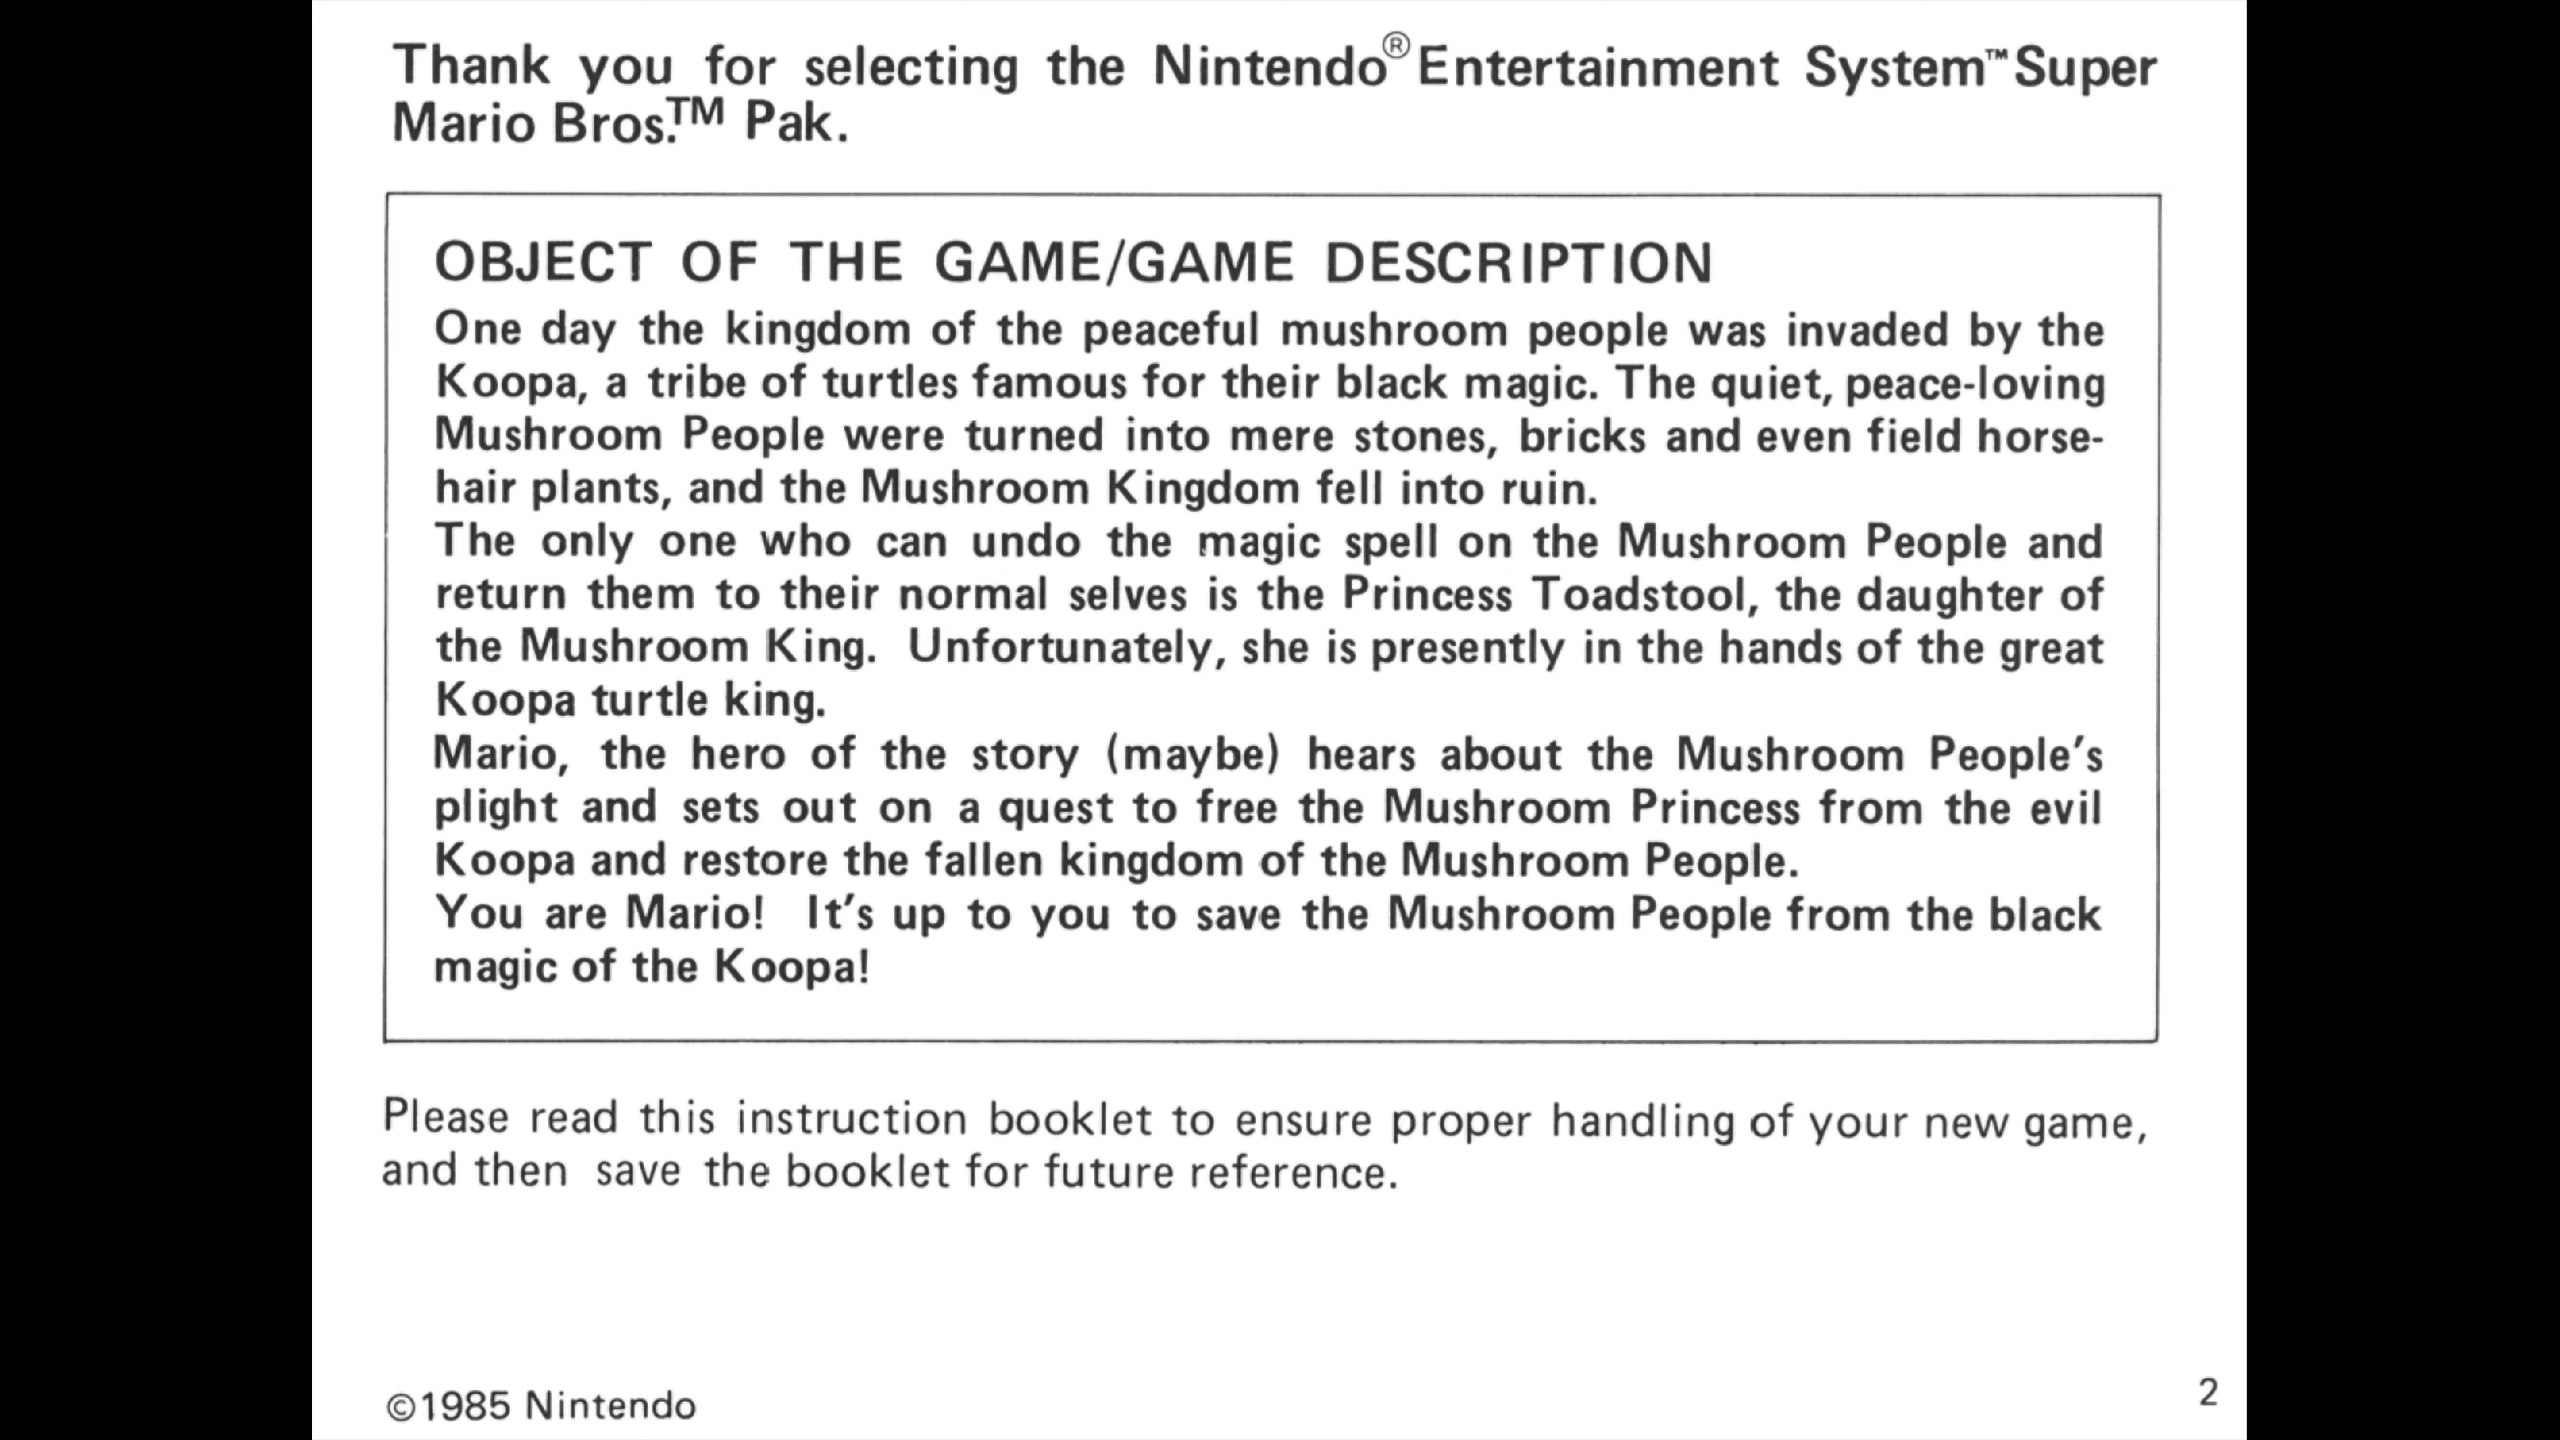 Thank you for selecting the Nintendo® Entertainment System™ Super
Mario Bros.™ Pak.
OBJECT OF THE GAME/GAME DESCRIPTION
One day the kingdom of the peaceful mushroom people was invaded by the
Koopa, a tribe of turtles famous for their black magic. The quiet, peace-loving
Mushroom People were turned into mere stones, bricks and even field horse-
hair plants, and the Mushroom Kingdom fell into ruin.
The only one who can undo the magic spell on the Mushroom People and
return them to their normal selves is the Princess Toadstool, the daughter of
the Mushroom King. Unfortunately, she is presently in the hands of the great
Koopa turtle king.
Mario, the hero of the story (maybe) hears about the Mushroom People's
plight and sets out on a quest to free the Mushroom Princess from the evil
Koopa and restore the fallen kingdom of the Mushroom People.
You are Mario! It's up to you to save the Mushroom People from the black
magic of the Koopa!
Please read this instruction booklet to ensure proper handling of your new game,
and then save the booklet for future reference.
©1985 Nintendo
2